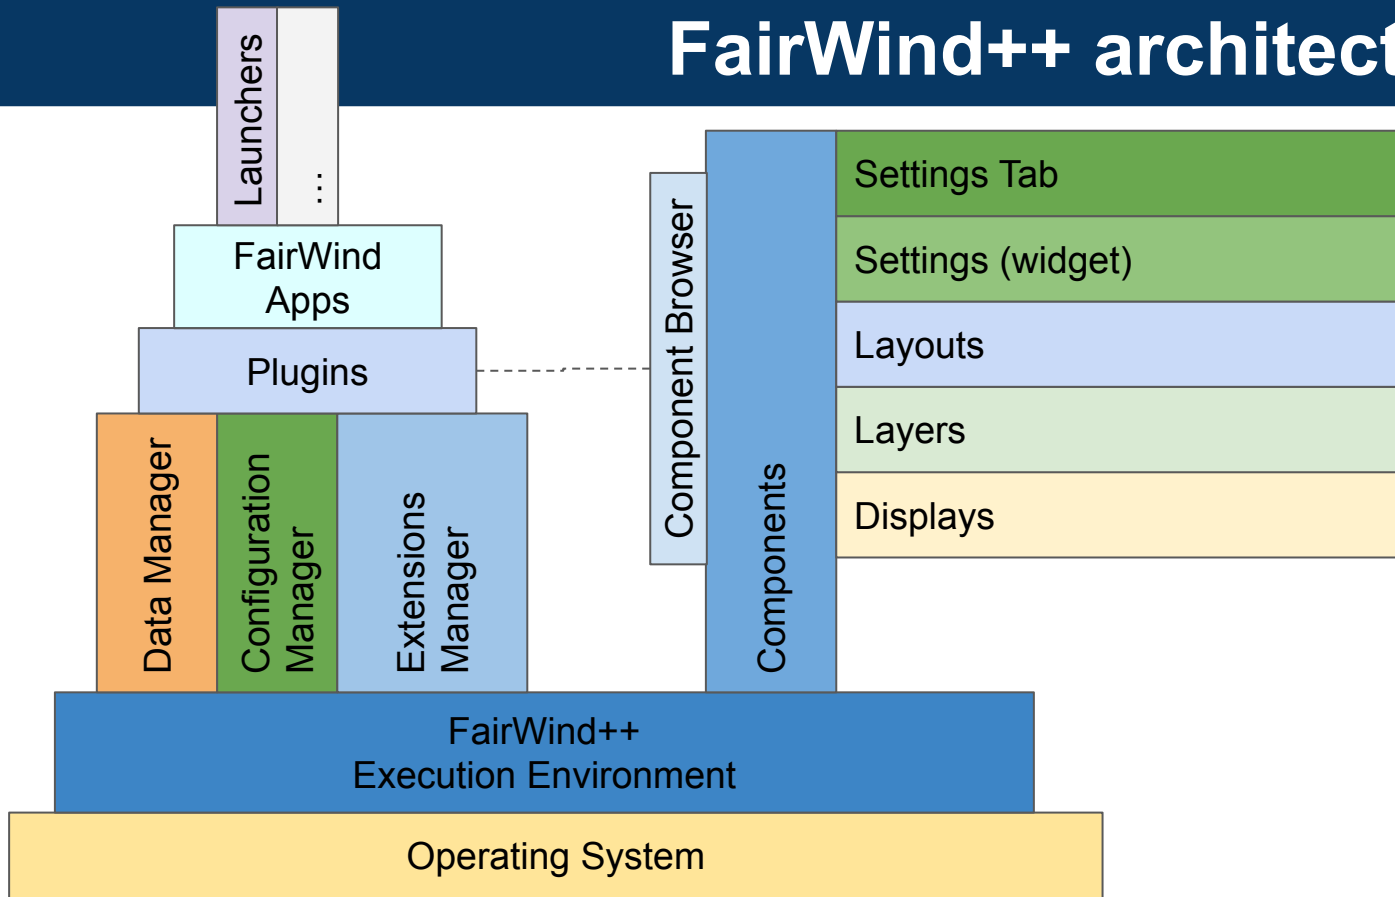 FairWind++ architect
Launchers
...
FairWind
Apps
Plugins
Data Manager
Configuration
Manager
Extensions
Manager
Component Browser
Components
Settings Tab
Settings (widget)
Layouts
Layers
Displays
FairWind++
Execution Environment
Operating System